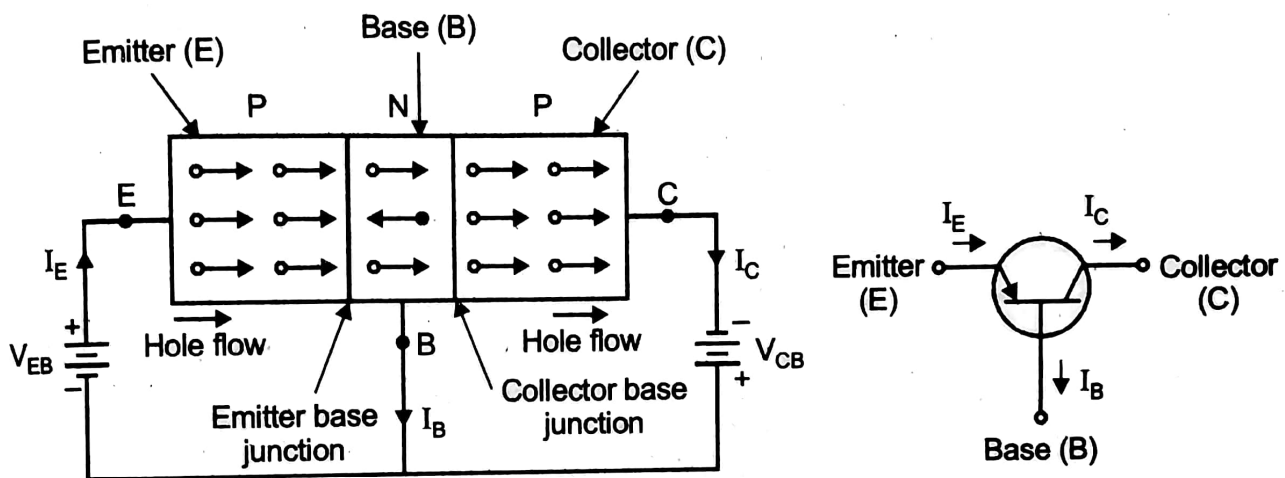 Base (B)
Emitter (E)
Collector (C)
P
N
P
E
C
I_E
I_C
+
V_EB
−
Hole flow
B
Hole flow
−
V_CB
+
Emitter base
junction
I_B
Collector base
junction
I_E
I_C
Emitter
(E)
Collector
(C)
I_B
Base (B)